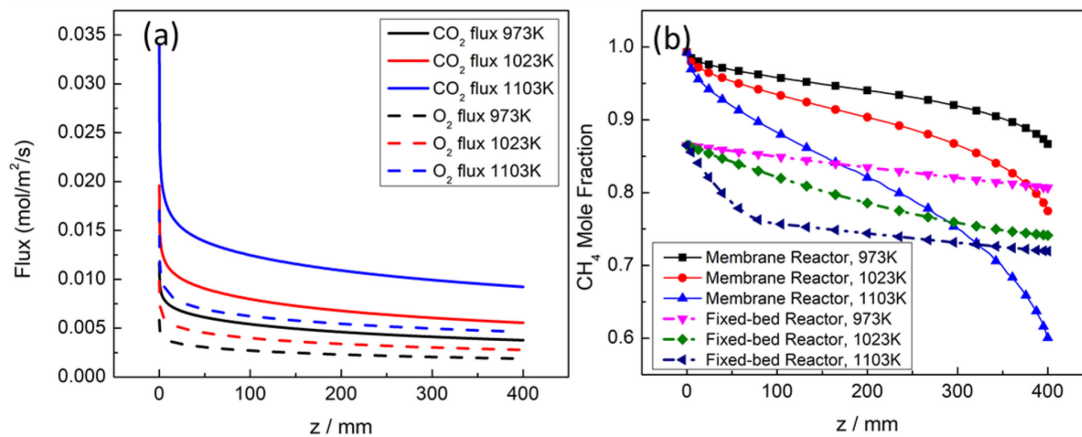 (a)
0.035
0.030
0.025
0.020
0.015
0.010
0.005
0.000
Flux (mol/m²/s)
CO₂ flux 973K
CO₂ flux 1023K
CO₂ flux 1103K
O₂ flux 973K
O₂ flux 1023K
O₂ flux 1103K
0 100 200 300 400
z / mm
(b)
1.0
0.9
0.8
0.7
0.6
CH₄ Mole Fraction
Membrane Reactor, 973K
Membrane Reactor, 1023K
Membrane Reactor, 1103K
Fixed-bed Reactor, 973K
Fixed-bed Reactor, 1023K
Fixed-bed Reactor, 1103K
0 100 200 300 400
z / mm